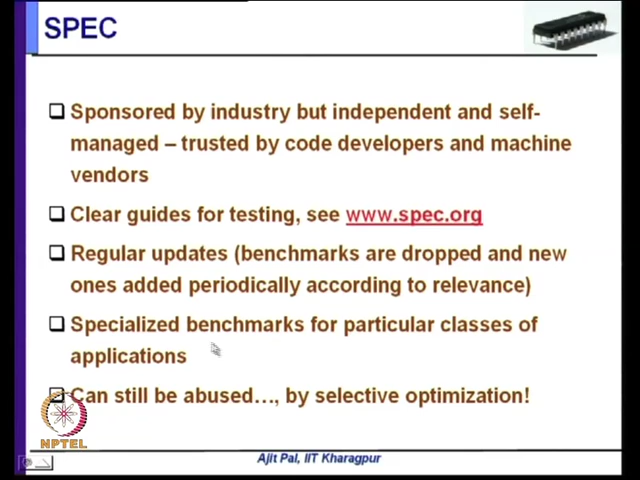 SPEC
Sponsored by industry but independent and self-
managed – trusted by code developers and machine
vendors
Clear guides for testing, see www.spec.org
Regular updates (benchmarks are dropped and new
ones added periodically according to relevance)
Specialized benchmarks for particular classes of
applications
Can still be abused…, by selective optimization!
NPTEL
Ajit Pal, IIT Kharagpur